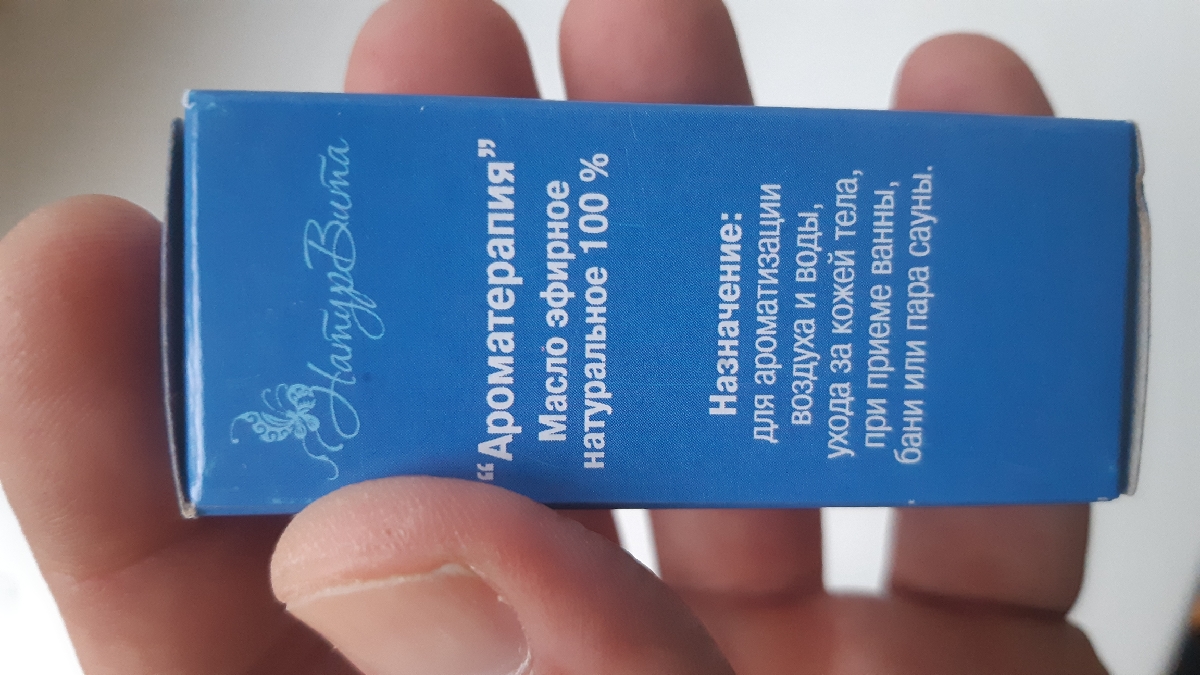 НатурВита
“Ароматерапия”
Масло эфирное
натуральное 100 %
Назначение:
для ароматизации
воздуха и воды,
ухода за кожей тела,
при приеме ванны,
бани или пара сауны.